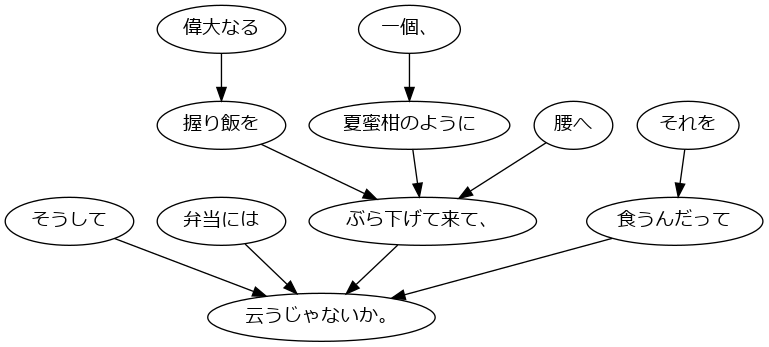 偉大なる
一個、
握り飯を
夏蜜柑のように
腰へ
それを
そうして
弁当には
ぶら下げて来て、
食うんだって
云うじゃないか。